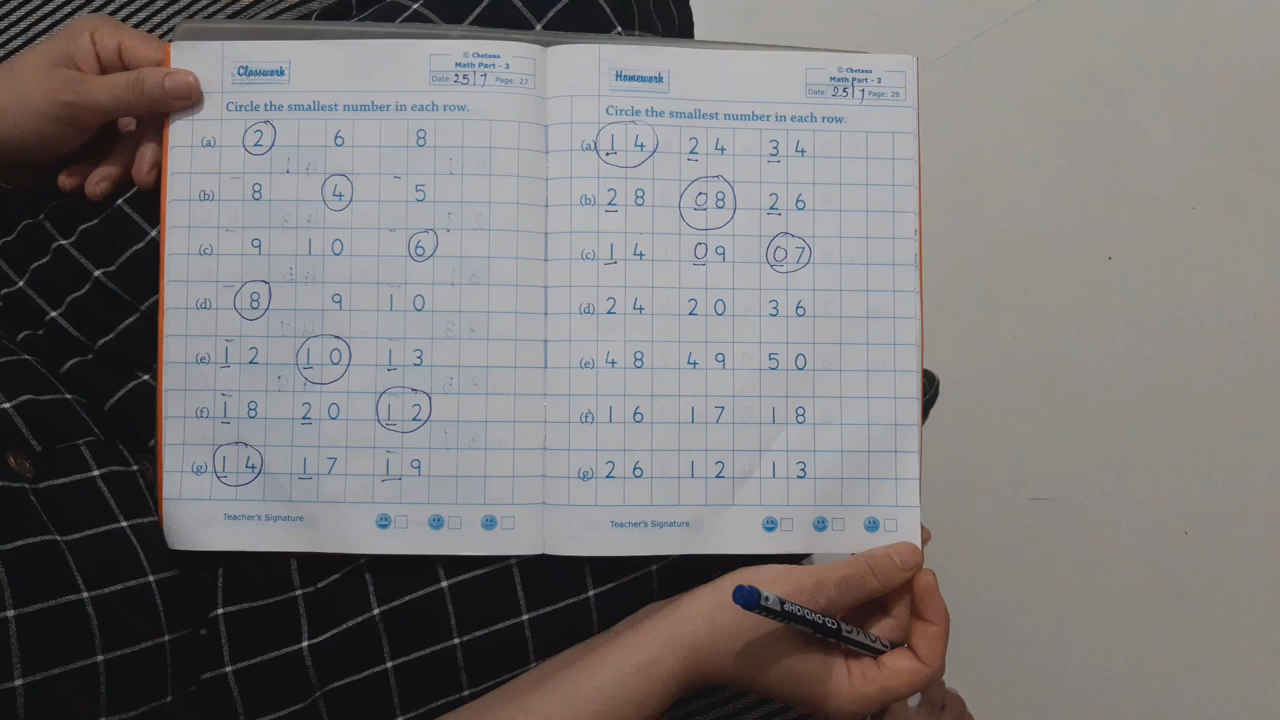 Classwork
© Chetana
Math Part - 3
Date: 25/7 Page: 27
Circle the smallest number in each row.
(a) 2 6 8
(b) 8 4 5
(c) 9 10 6
(d) 8 9 10
(e) 12 10 13
(f) 18 20 12
(g) 14 17 19
Teacher's Signature
Homework
© Chetana
Math Part - 3
Date: 25/7 Page: 28
Circle the smallest number in each row.
(a) 14 24 34
(b) 28 08 26
(c) 14 09 07
(d) 24 20 36
(e) 48 49 50
(f) 16 17 18
(g) 26 12 13
Teacher's Signature
CD-DVD/OHP